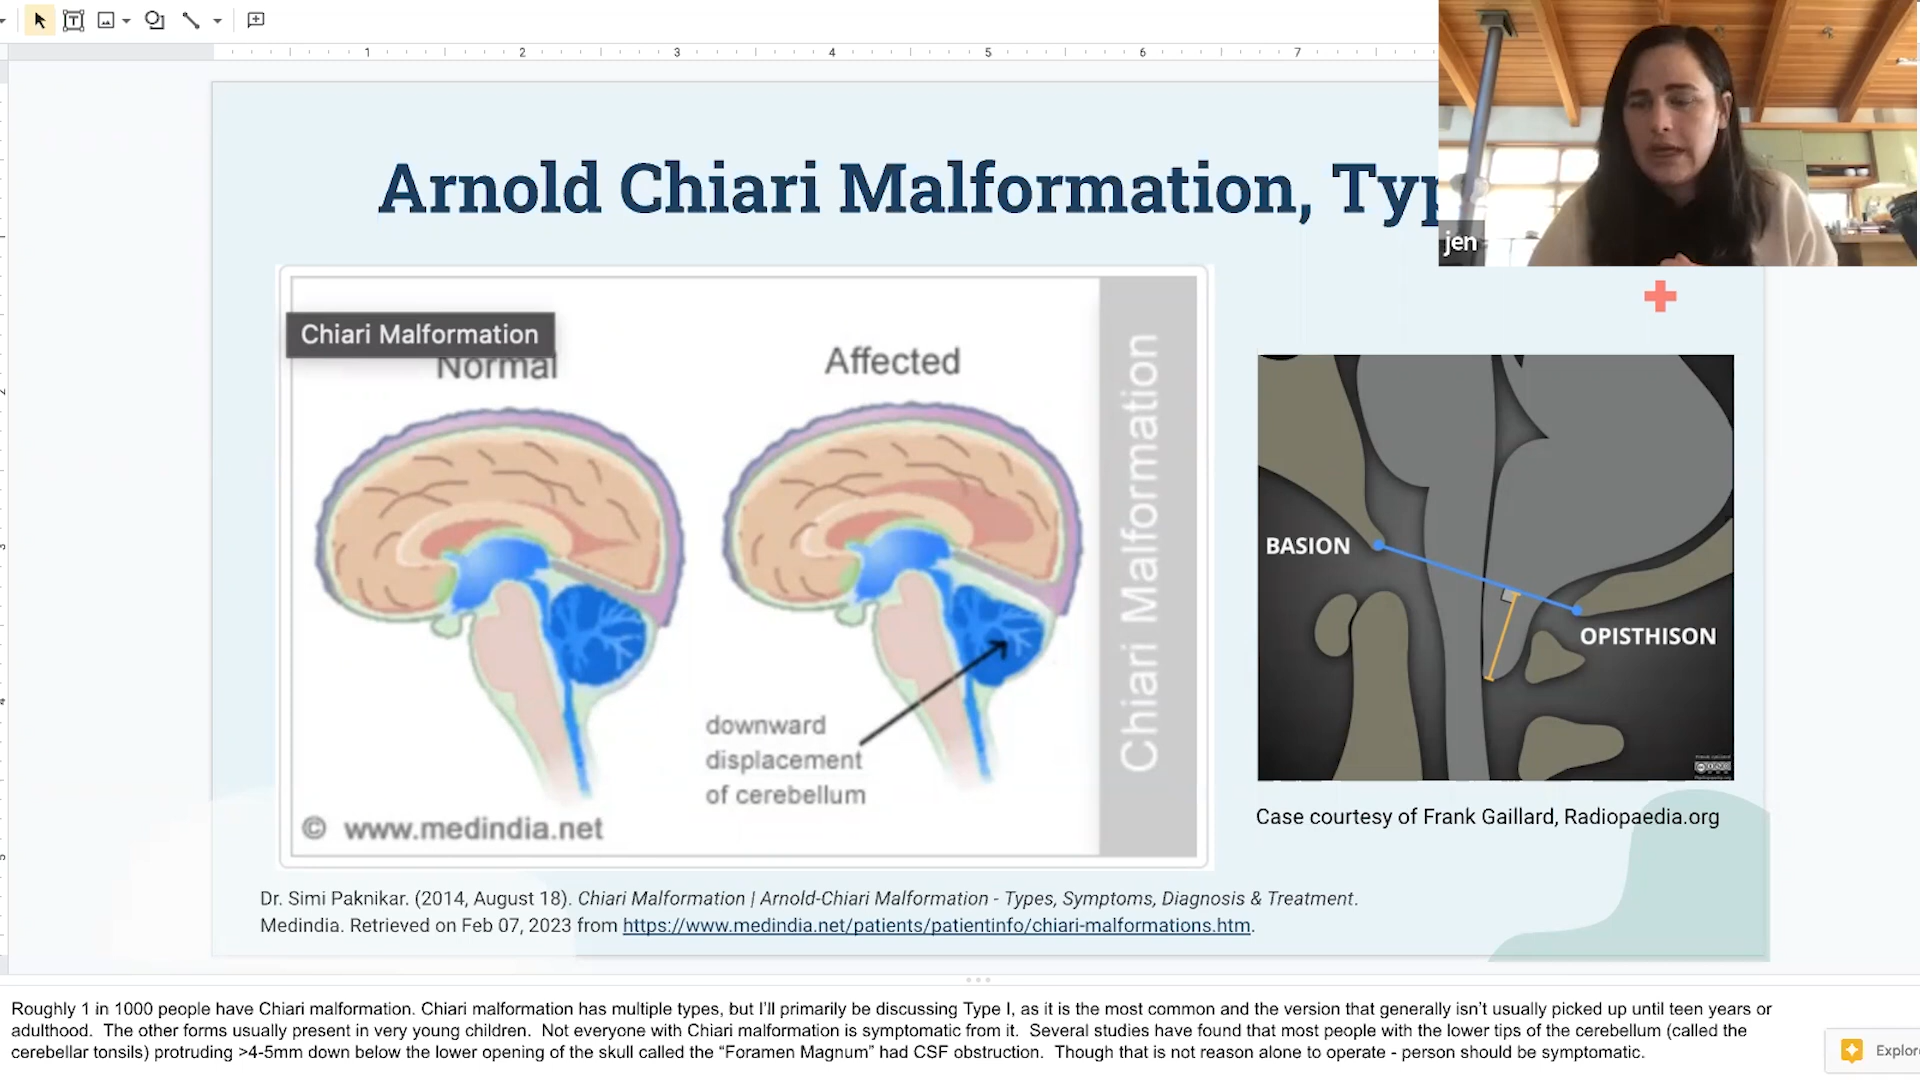 1 2 3 4 5 6 7
jen
Arnold Chiari Malformation, Typ
Chiari Malformation
Normal
Affected
Chiari Malformation
downward
displacement
of cerebellum
© www.medindia.net
BASION
OPISTHISON
Case courtesy of Frank Gaillard, Radiopaedia.org
Dr. Simi Paknikar. (2014, August 18). Chiari Malformation | Arnold-Chiari Malformation - Types, Symptoms, Diagnosis & Treatment.
Medindia. Retrieved on Feb 07, 2023 from https://www.medindia.net/patients/patientinfo/chiari-malformations.htm.
Roughly 1 in 1000 people have Chiari malformation. Chiari malformation has multiple types, but I'll primarily be discussing Type I, as it is the most common and the version that generally isn't usually picked up until teen years or
adulthood. The other forms usually present in very young children. Not everyone with Chiari malformation is symptomatic from it. Several studies have found that most people with the lower tips of the cerebellum (called the
cerebellar tonsils) protruding >4-5mm down below the lower opening of the skull called the “Foramen Magnum” had CSF obstruction. Though that is not reason alone to operate - person should be symptomatic.
Explore